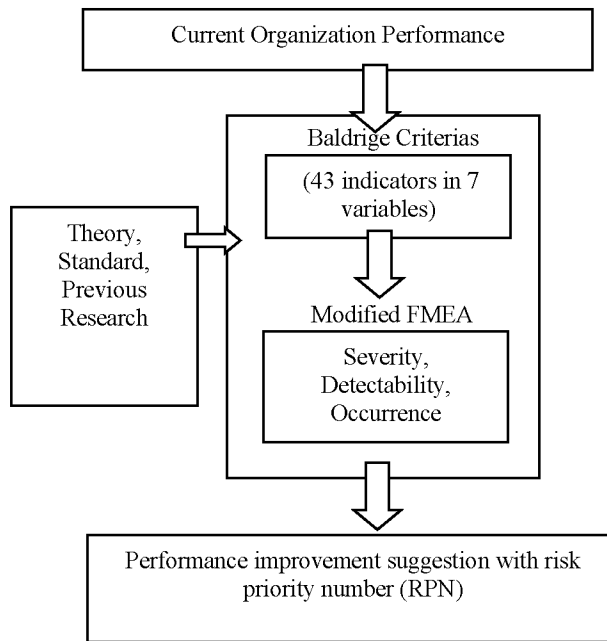 Current Organization Performance
Baldrige Criterias
(43 indicators in 7
variables)
Theory,
Standard,
Previous
Research
Modified FMEA
Severity,
Detectability,
Occurrence
Performance improvement suggestion with risk
priority number (RPN)